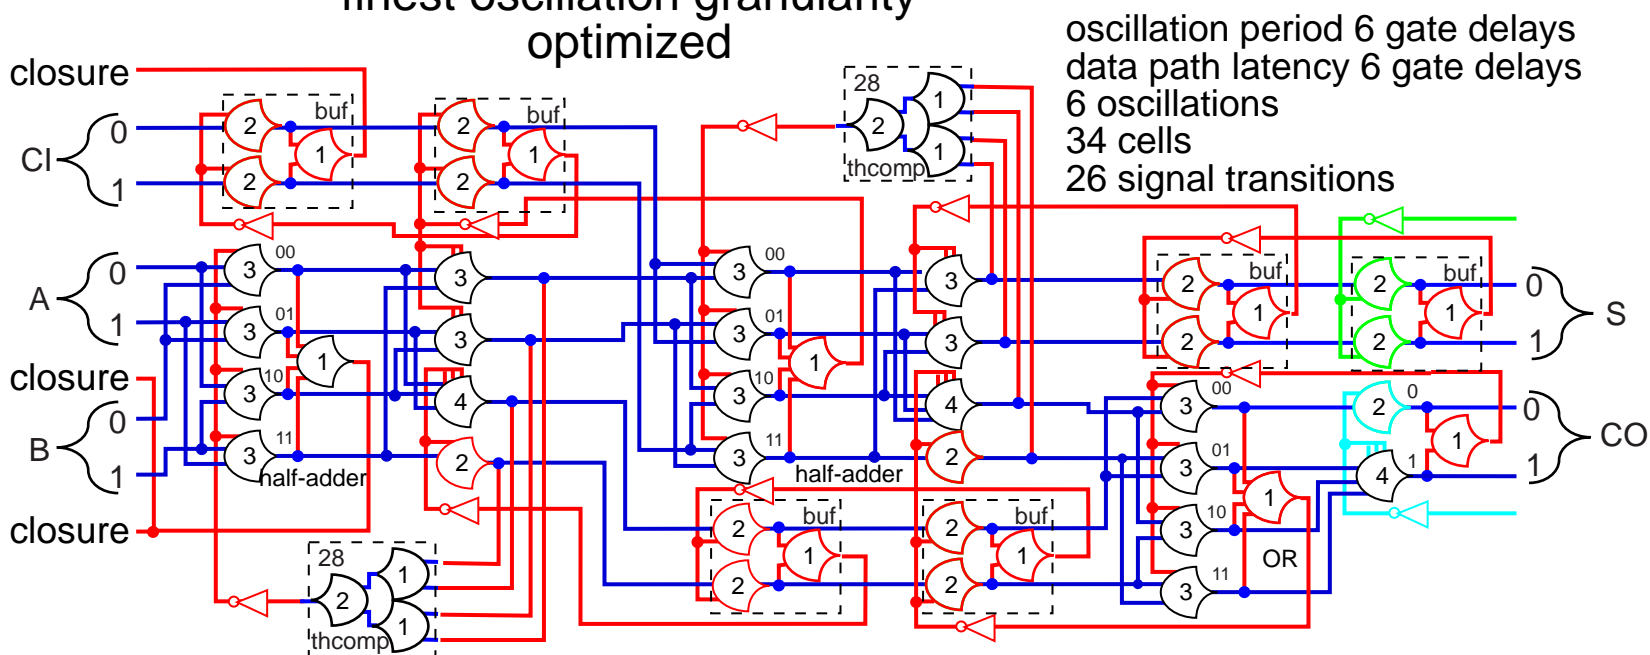 finest oscillation granularity
optimized
oscillation period 6 gate delays
data path latency 6 gate delays
6 oscillations
34 cells
26 signal transitions
closure
CI
0
1
2
2
1
buf
2
2
1
buf
28
2
1
1
thcomp
A
0
1
closure
B
0
1
closure
3
00
3
01
3
10
3
11
1
half-adder
3
3
4
2
28
2
1
1
thcomp
3
00
3
01
3
10
3
11
1
half-adder
3
3
4
2
2
2
1
buf
2
2
1
buf
2
2
1
buf
2
2
1
buf
0
1
S
3
00
3
01
3
10
3
11
1
OR
2
0
4
1
1
0
1
CO